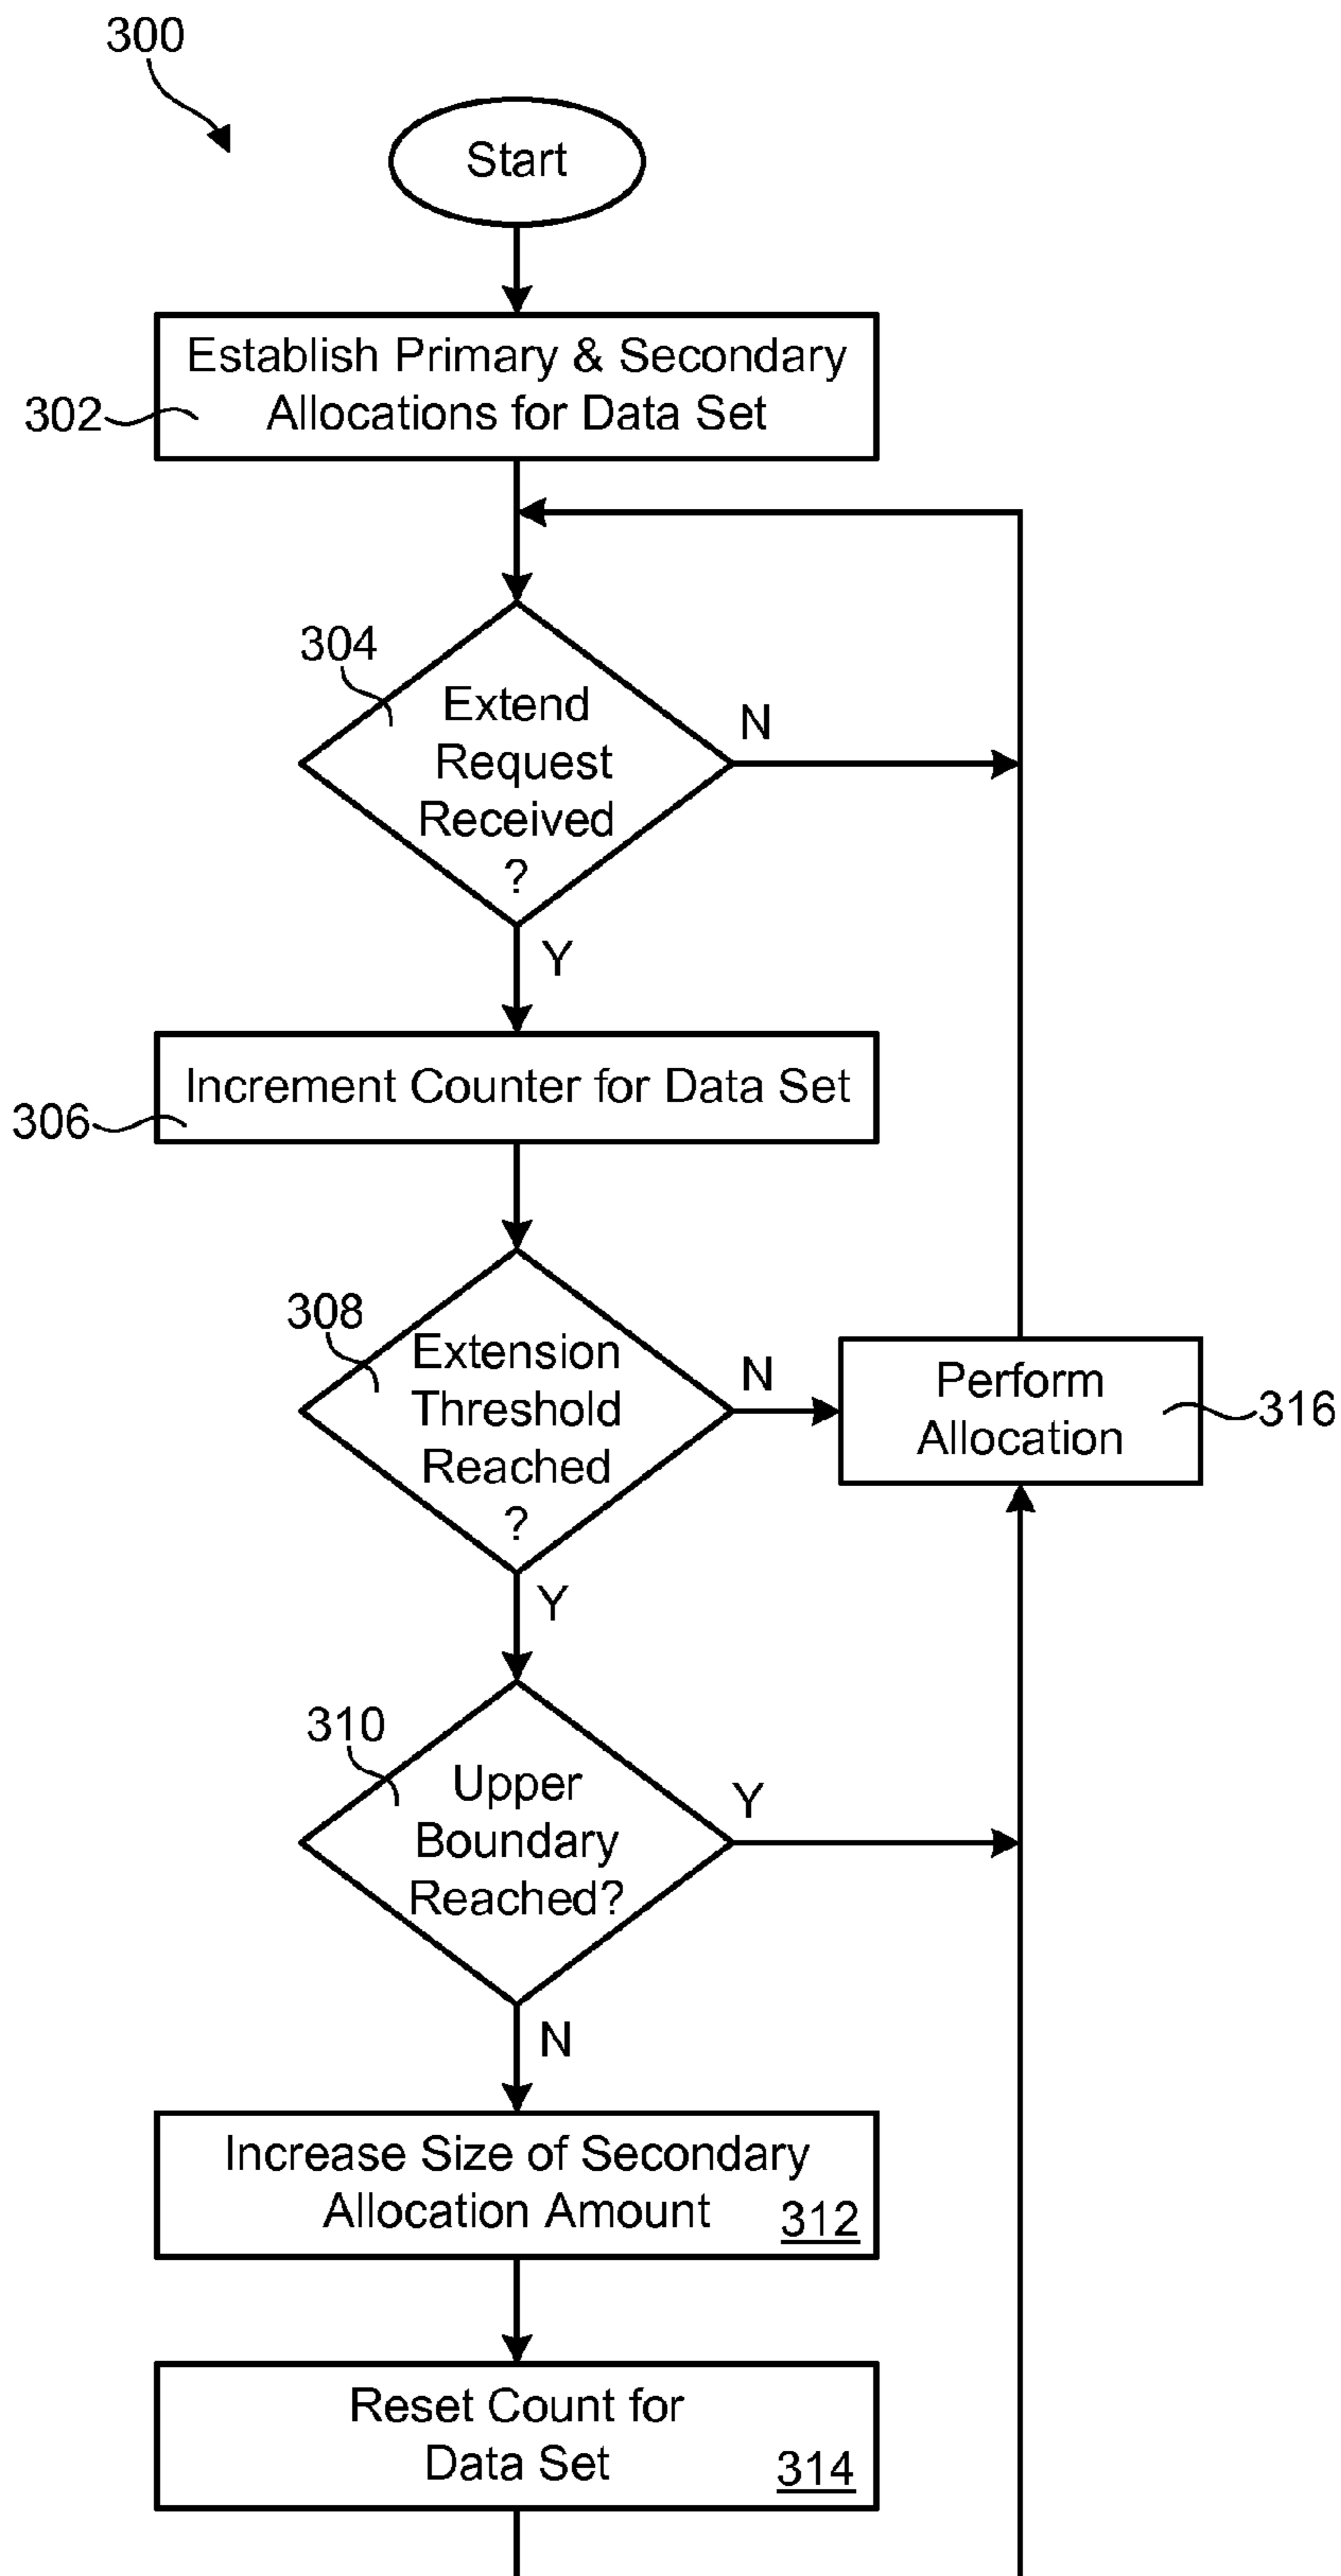 300
Start
Establish Primary & Secondary
Allocations for Data Set
302
304
Extend
Request
Received
?
N
Y
Increment Counter for Data Set
306
308
Extension
Threshold
Reached
?
N
Perform
Allocation
316
Y
310
Upper
Boundary
Reached?
Y
N
Increase Size of Secondary
Allocation Amount
312
Reset Count for
Data Set
314